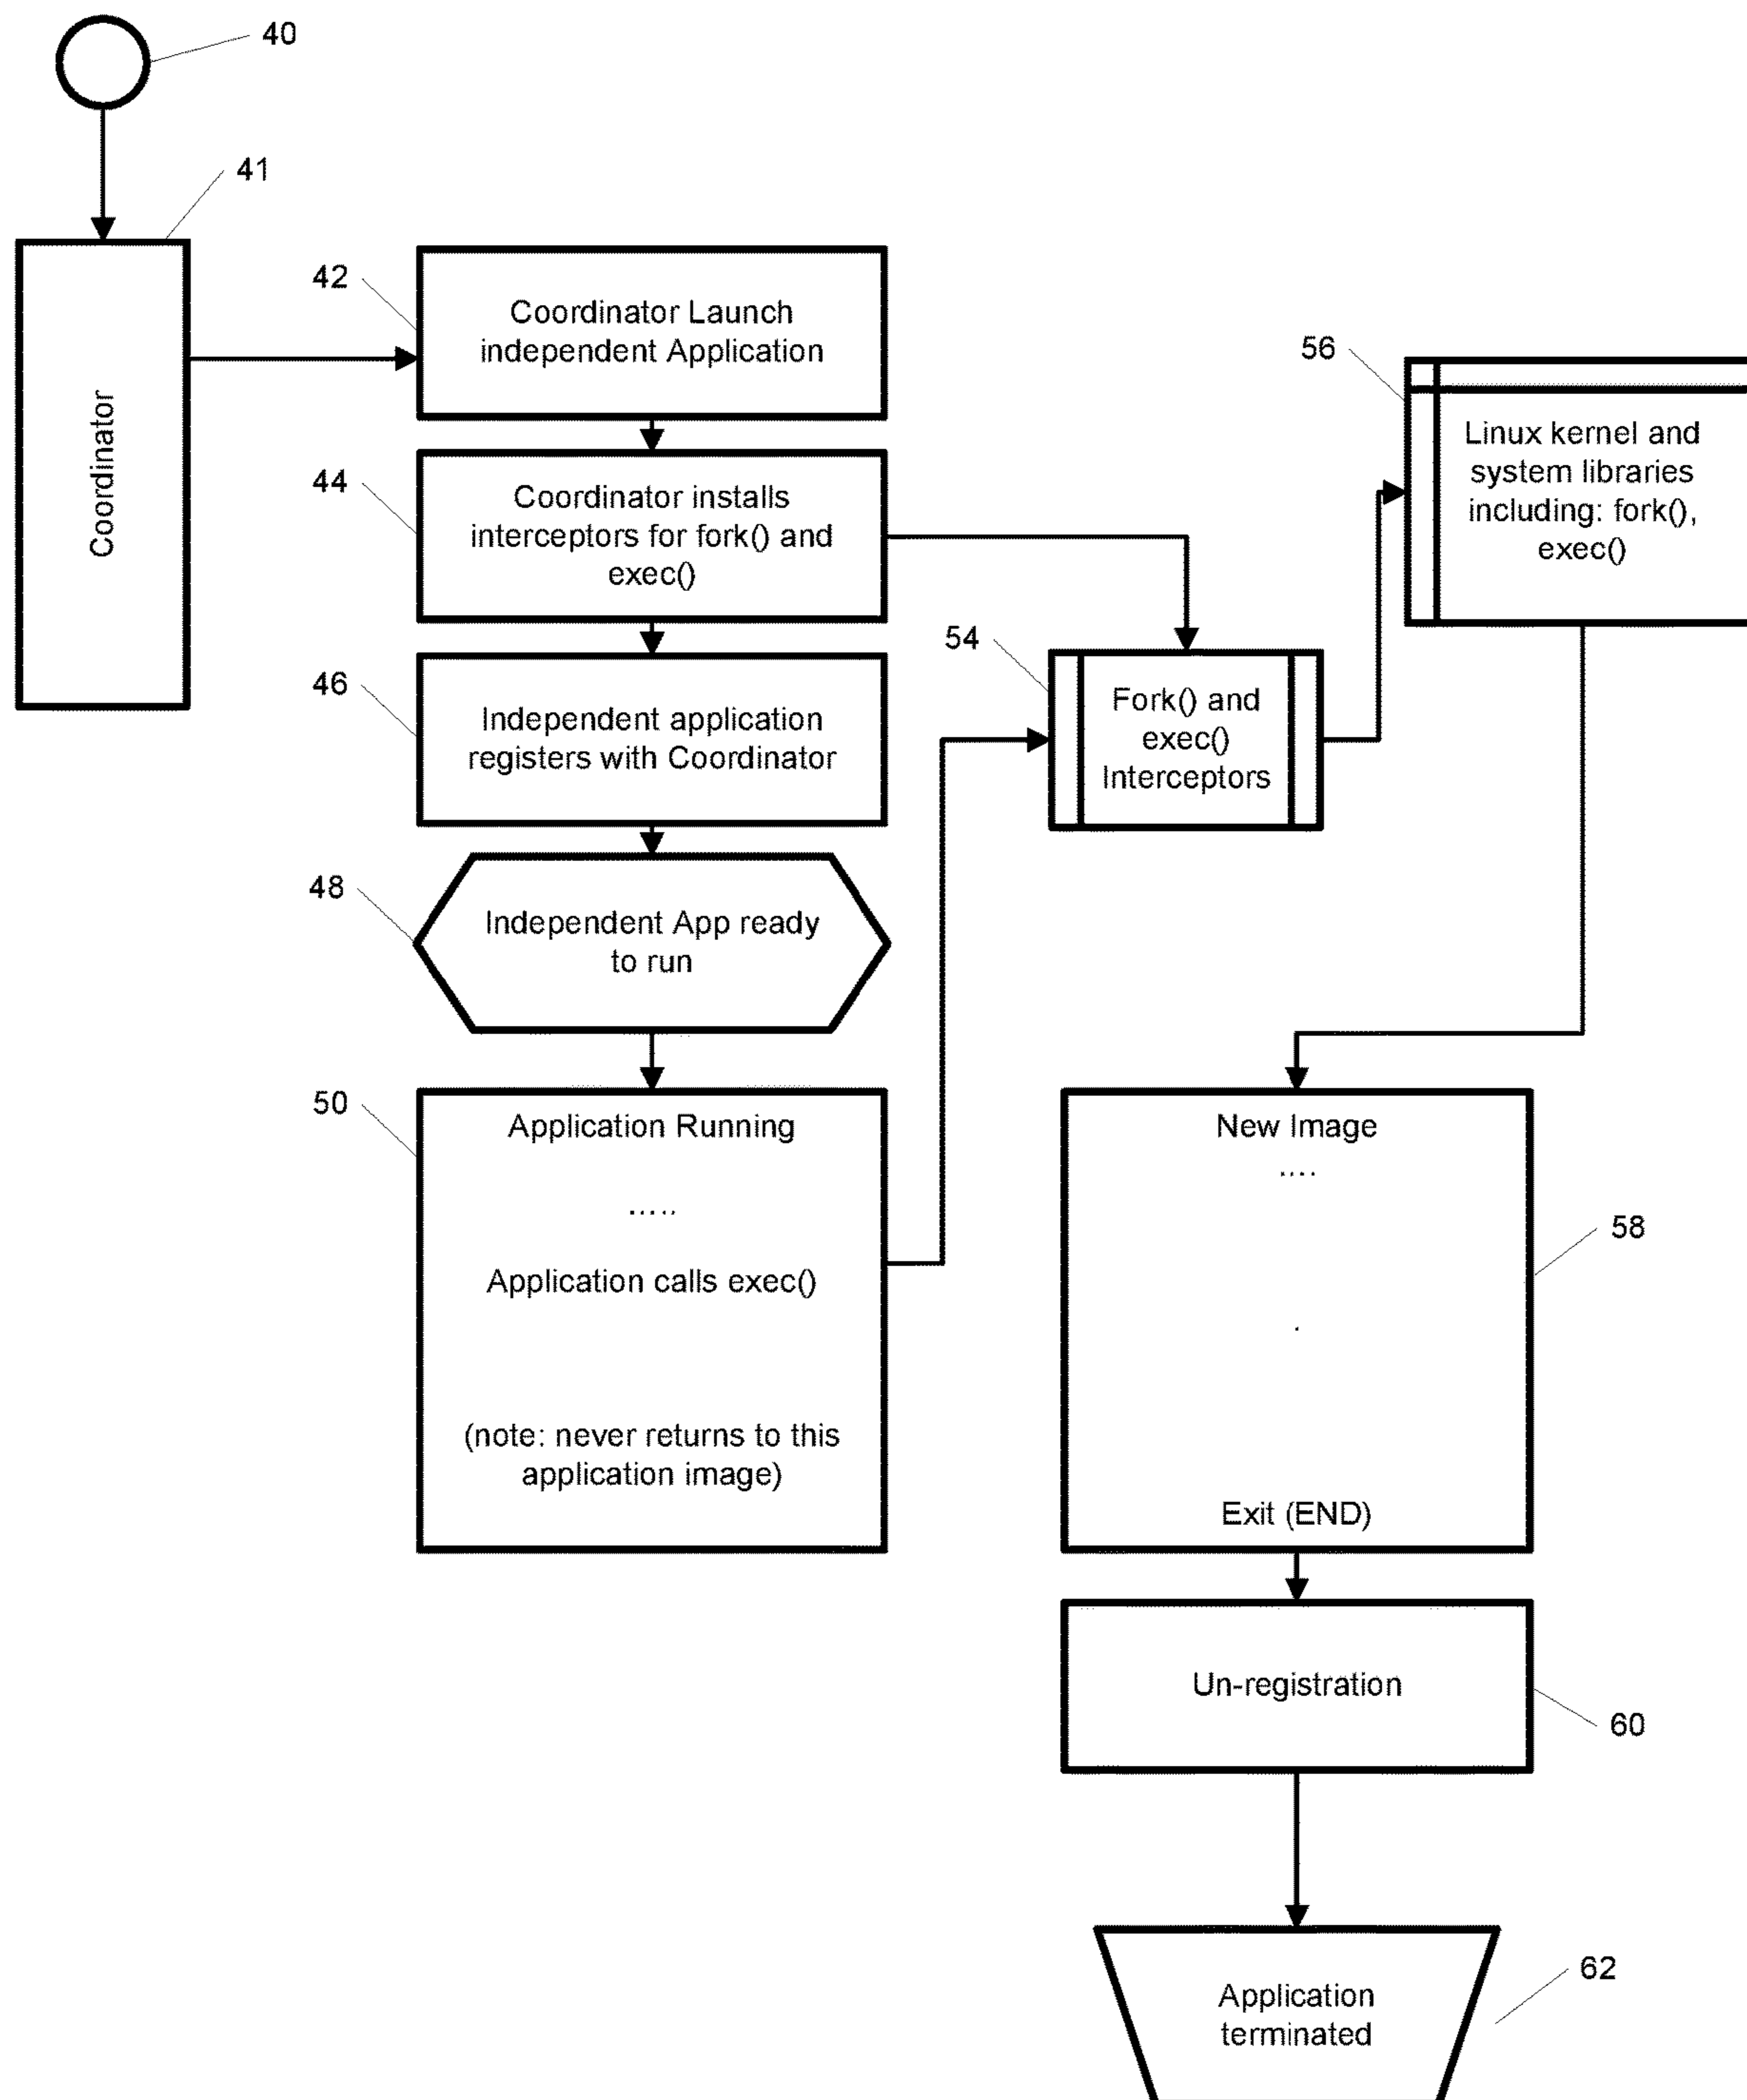 40
41
Coordinator
42
Coordinator Launch
independent Application
44
Coordinator installs
interceptors for fork() and
exec()
46
Independent application
registers with Coordinator
48
Independent App ready
to run
50
Application Running
.....
Application calls exec()
(note: never returns to this
application image)
54
Fork() and
exec()
Interceptors
56
Linux kernel and
system libraries
including: fork(),
exec()
58
New Image
....
.
Exit (END)
Un-registration
60
62
Application
terminated